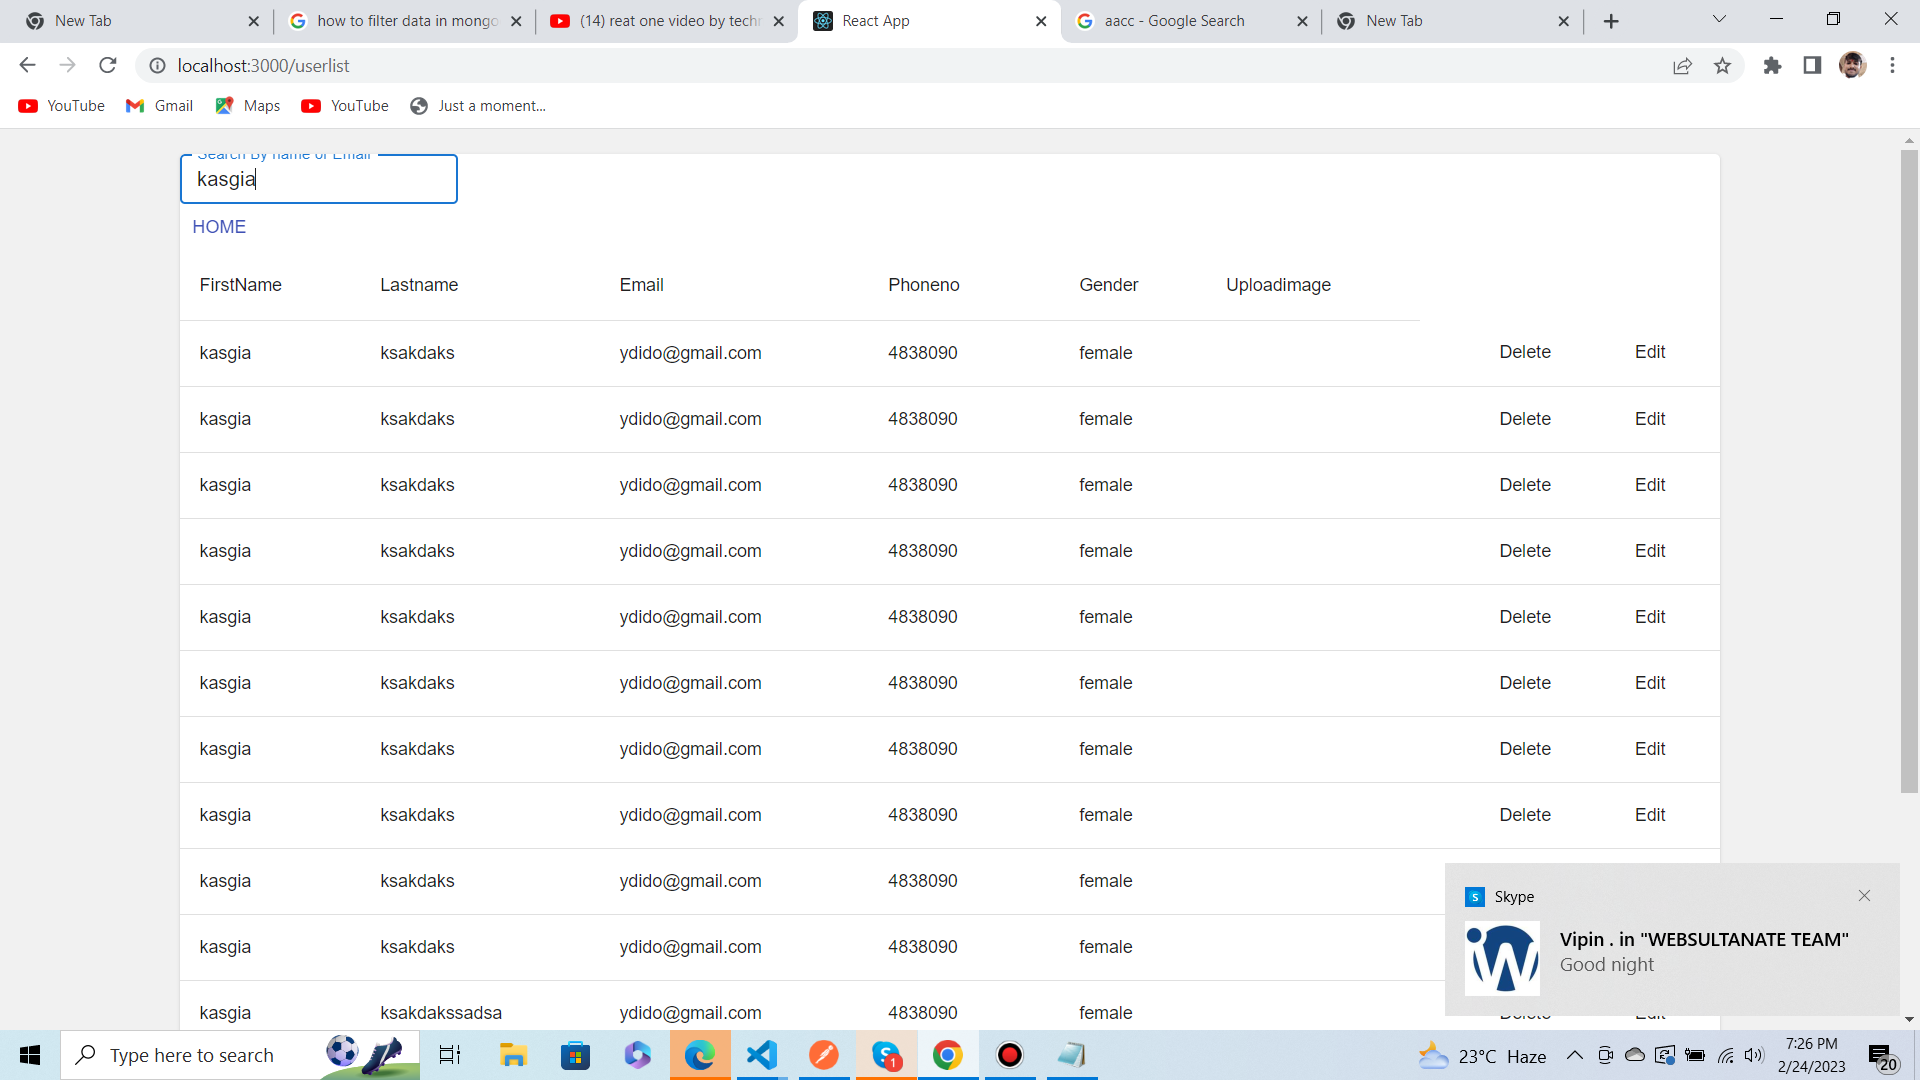 New Tab
how to filter data in mongo
(14) reat one video by techn
React App
aacc - Google Search
New Tab
localhost:3000/userlist
YouTube
Gmail
Maps
YouTube
Just a moment...
Search By name or Email
kasgia
HOME
FirstName Lastname Email Phoneno Gender Uploadimage
kasgia ksakdaks ydido@gmail.com 4838090 female Delete Edit
kasgia ksakdaks ydido@gmail.com 4838090 female Delete Edit
kasgia ksakdaks ydido@gmail.com 4838090 female Delete Edit
kasgia ksakdaks ydido@gmail.com 4838090 female Delete Edit
kasgia ksakdaks ydido@gmail.com 4838090 female Delete Edit
kasgia ksakdaks ydido@gmail.com 4838090 female Delete Edit
kasgia ksakdaks ydido@gmail.com 4838090 female Delete Edit
kasgia ksakdaks ydido@gmail.com 4838090 female Delete Edit
kasgia ksakdaks ydido@gmail.com 4838090 female
kasgia ksakdaks ydido@gmail.com 4838090 female
kasgia ksakdakssadsa ydido@gmail.com 4838090 female Delete Edit
Skype
Vipin . in "WEBSULTANATE TEAM"
Good night
Type here to search
1
23°C Haze
7:26 PM
2/24/2023
20